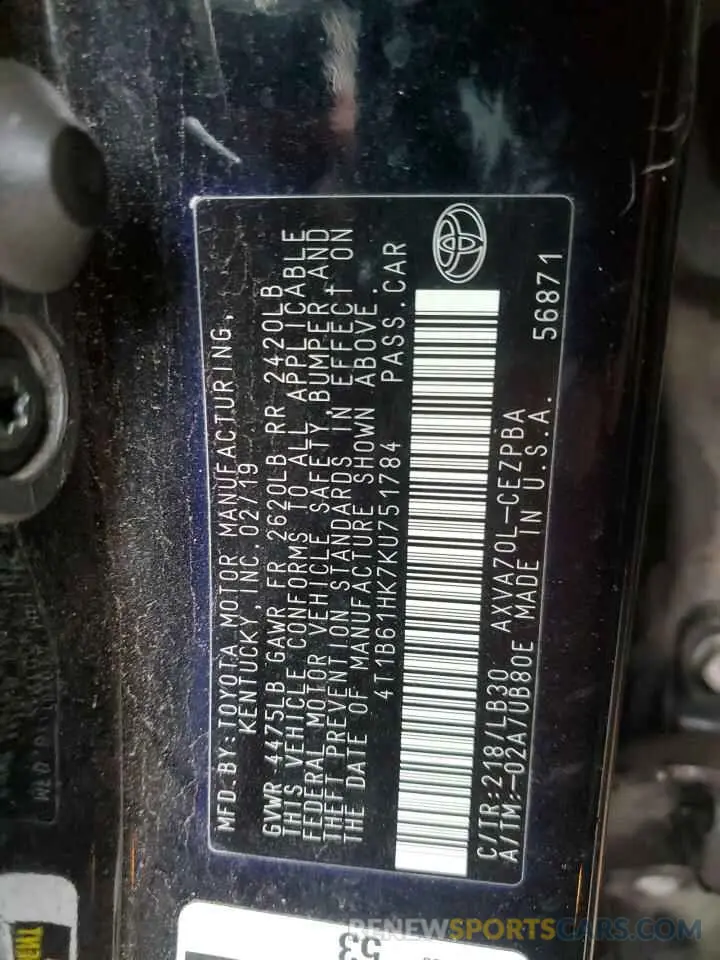 MFD.BY:TOYOTA MOTOR MANUFACTURING,
KENTUCKY, INC. 02/19
GVWR 4475LB GAWR FR 2620LB RR 2420LB
THIS VEHICLE CONFORMS TO ALL APPLICABLE
FEDERAL MOTOR VEHICLE SAFETY, BUMPER, AND
THEFT PREVENTION STANDARDS IN EFFECT ON
THE DATE OF MANUFACTURE SHOWN ABOVE.
4T1B61HK7KU751784 PASS.CAR
C/TR:218/LB30 AXVA70L-CEZPBA
A/TM:-02A7UB80E MADE IN U.S.A.
56871
53
RENEWSPORTSCARS.COM